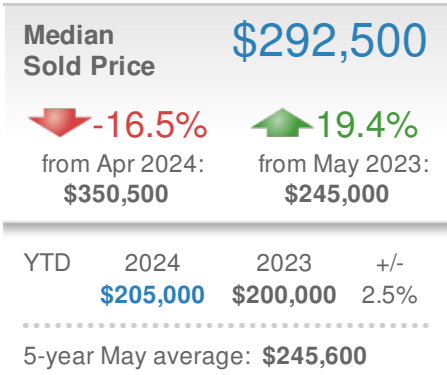 Median
Sold Price
$292,500
-16.5%
from Apr 2024:
$350,500
19.4%
from May 2023:
$245,000
YTD 2024 2023 +/-
$205,000 $200,000 2.5%
5-year May average: $245,600